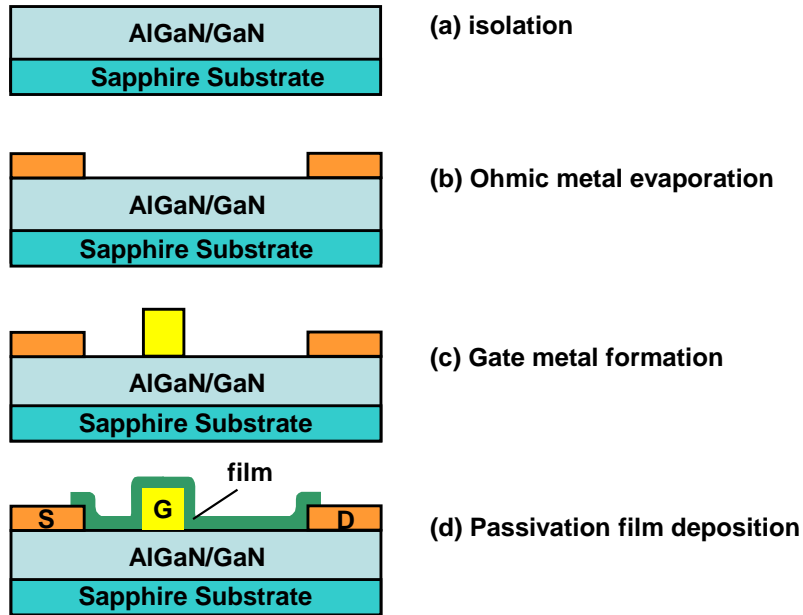 AlGaN/GaN
Sapphire Substrate
(a) isolation
AlGaN/GaN
Sapphire Substrate
(b) Ohmic metal evaporation
AlGaN/GaN
Sapphire Substrate
(c) Gate metal formation
film
S
G
D
AlGaN/GaN
Sapphire Substrate
(d) Passivation film deposition